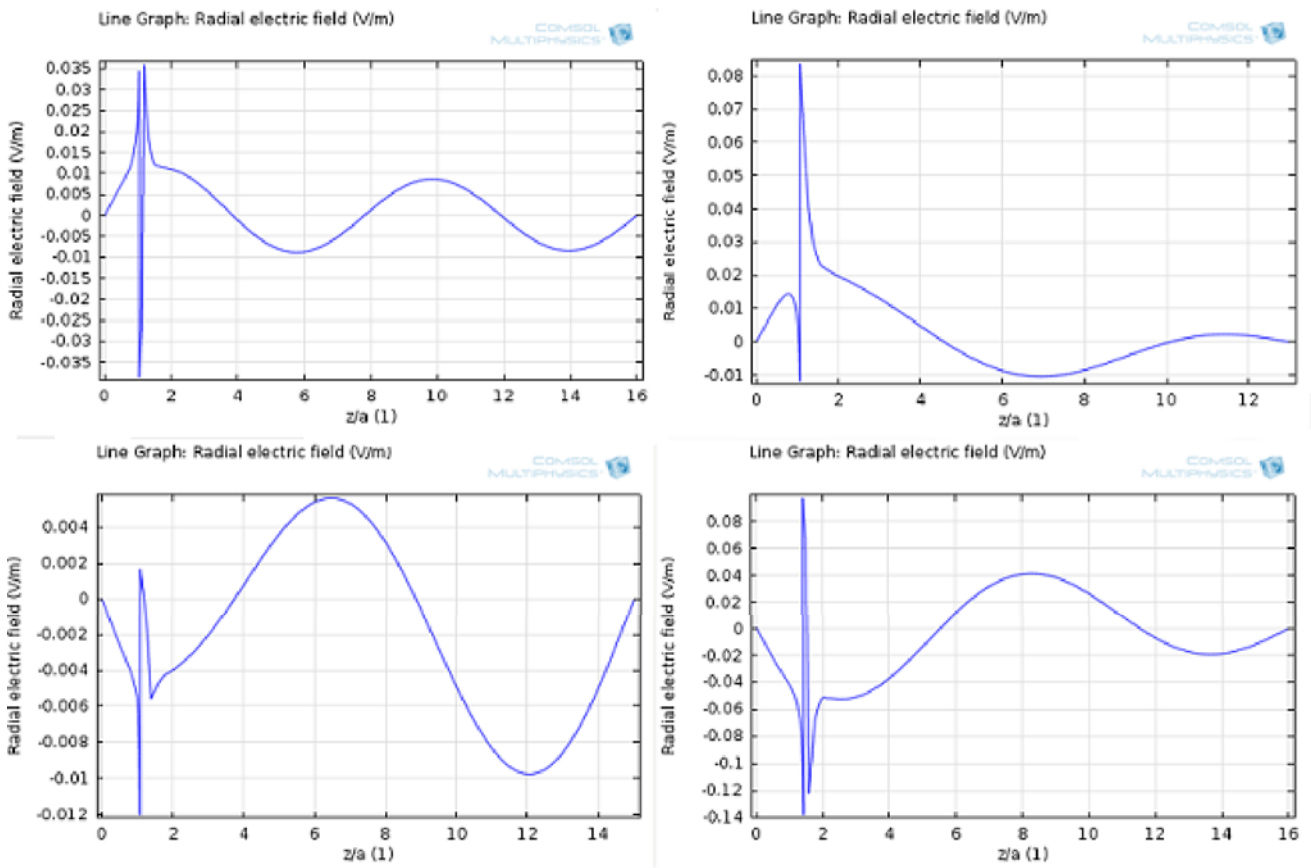 Line Graph: Radial electric field (V/m)
COMSOL
MULTIPHYSICS
Radial electric field (V/m)
0.035
0.03
0.025
0.02
0.015
0.01
0.005
0
-0.005
-0.01
-0.015
-0.02
-0.025
-0.03
-0.035
0 2 4 6 8 10 12 14 16
z/a (1)
Line Graph: Radial electric field (V/m)
COMSOL
MULTIPHYSICS
Radial electric field (V/m)
0.08
0.07
0.06
0.05
0.04
0.03
0.02
0.01
0
-0.01
0 2 4 6 8 10 12
z/a (1)
Line Graph: Radial electric field (V/m)
COMSOL
MULTIPHYSICS
Radial electric field (V/m)
0.004
0.002
0
-0.002
-0.004
-0.006
-0.008
-0.01
-0.012
0 2 4 6 8 10 12 14
z/a (1)
Line Graph: Radial electric field (V/m)
COMSOL
MULTIPHYSICS
Radial electric field (V/m)
0.08
0.06
0.04
0.02
0
-0.02
-0.04
-0.06
-0.08
-0.1
-0.12
-0.14
0 2 4 6 8 10 12 14 16
z/a (1)